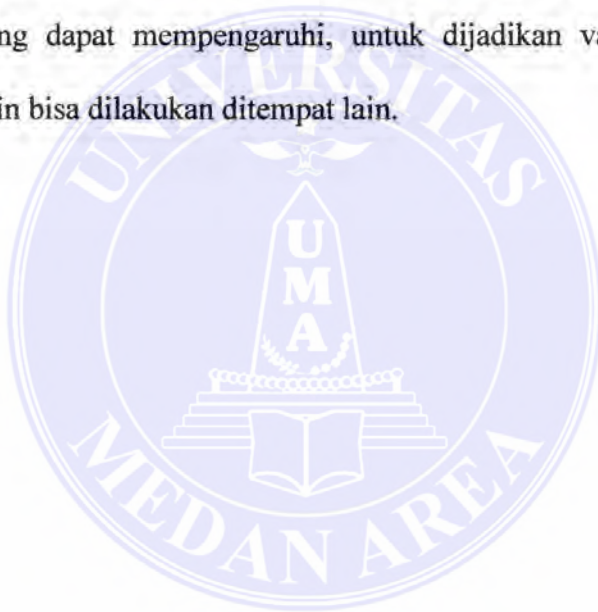 ng dapat mempengaruhi, untuk dijadikan va
in bisa dilakukan ditempat lain.
UNIVERSITAS
UMA
MEDAN AREA